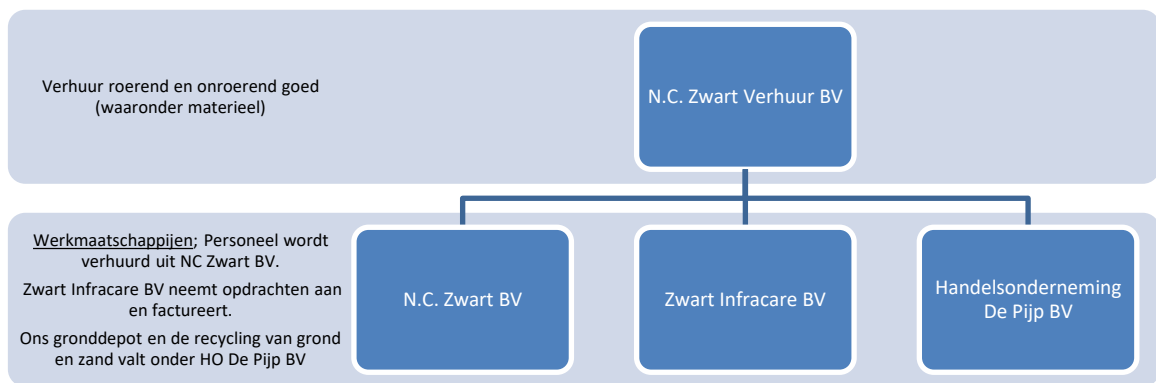 Verhuur roerend en onroerend goed
(waaronder materieel)
N.C. Zwart Verhuur BV
Werkmaatschappijen; Personeel wordt
verhuurd uit NC Zwart BV.
Zwart Infracare BV neemt opdrachten aan
en factureert.
Ons gronddepot en de recycling van grond
en zand valt onder HO De Pijp BV
N.C. Zwart BV
Zwart Infracare BV
Handelsonderneming
De Pijp BV